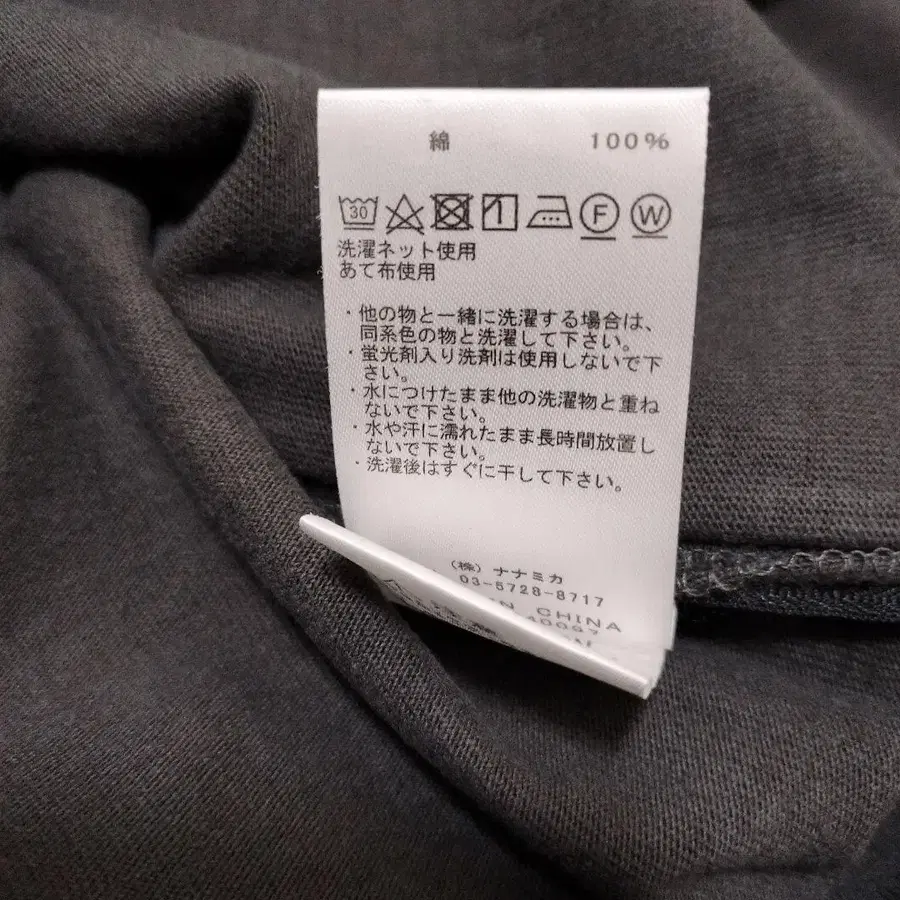 綿 100%
30 F W
洗濯ネット使用
あて布使用
・他の物と一緒に洗濯する場合は、
同系色の物と洗濯して下さい。
・蛍光剤入り洗剤は使用しないで下
さい。
・水につけたまま他の洗濯物と重ね
ないで下さい。
・水や汗に濡れたまま長時間放置し
ないで下さい。
・洗濯後はすぐに干して下さい。
(株) ナナミカ
03-5728-8717
CHINA